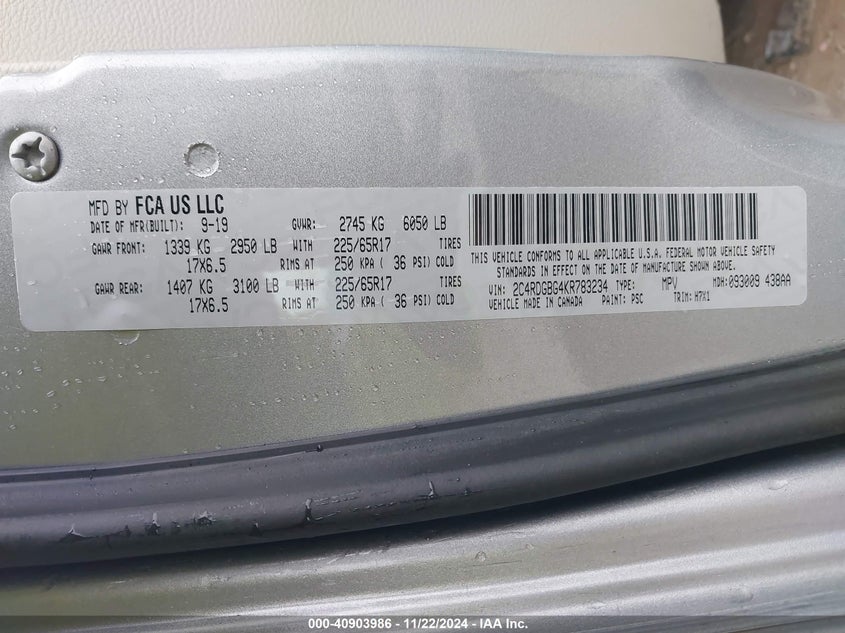 MFD BY FCA US LLC
DATE OF MFR(BUILT): 9-19 GVWR: 2745 KG 6050 LB
GAWR FRONT: 1339 KG 2950 LB WITH 225/65R17 TIRES
17X6.5 RIMS AT 250 KPA ( 36 PSI) COLD
GAWR REAR: 1407 KG 3100 LB WITH 225/65R17 TIRES
17X6.5 RIMS AT 250 KPA ( 36 PSI) COLD
THIS VEHICLE CONFORMS TO ALL APPLICABLE U.S.A. FEDERAL MOTOR VEHICLE SAFETY
STANDARDS IN EFFECT ON THE DATE OF MANUFACTURE SHOWN ABOVE.
VIN: 2C4RDGBG4KR783234 TYPE: MPV MDH: 093009 438AA
VEHICLE MADE IN CANADA PAINT: PSC TRIM: H7X1
000-40903986 - 11/22/2024 - IAA Inc.